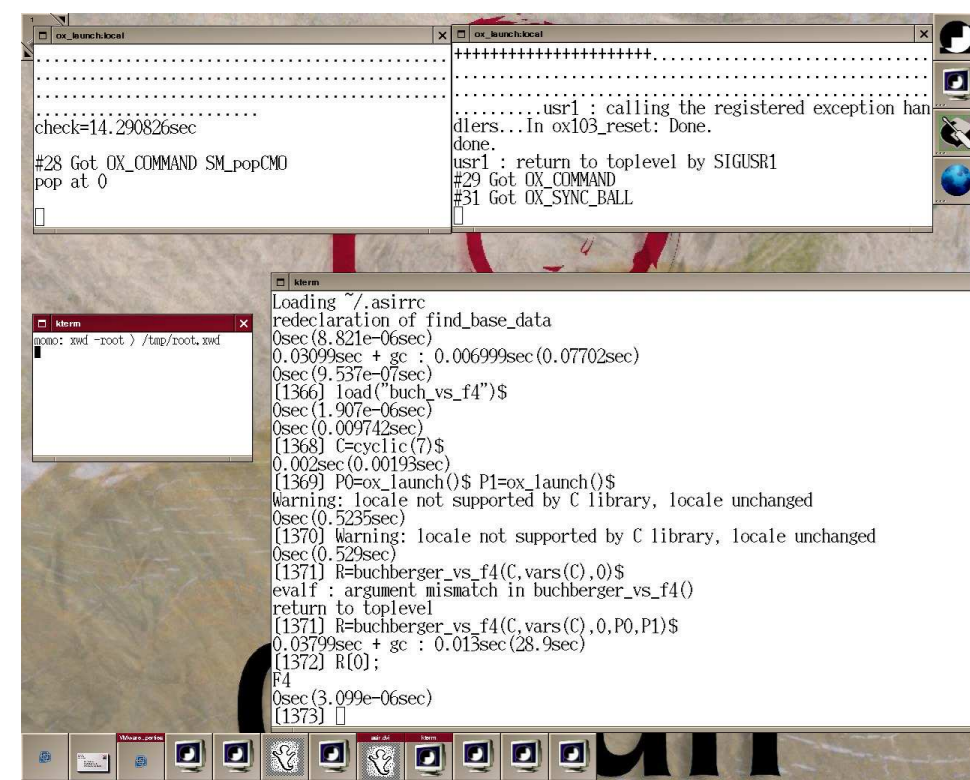 1
ox_launch:local
..............................................
..............................................
..............................................
.........................
check=14.290826sec
#28 Got OX_COMMAND SM_popCMO
pop at 0
ox_launch:local
++++++++++++++++++++++...............................
.....................................................
.....................................................
..........usr1 : calling the registered exception han
dlers...In ox103_reset: Done.
done.
usr1 : return to toplevel by SIGUSR1
#29 Got OX_COMMAND
#31 Got OX_SYNC_BALL
kterm
momo: xwd -root > /tmp/root.xwd
kterm
Loading ~/.asirrc
redeclaration of find_base_data
0sec(8.821e-06sec)
0.03099sec + gc : 0.006999sec(0.07702sec)
0sec(9.537e-07sec)
[1366] load("buch_vs_f4")$
0sec(1.907e-06sec)
0sec(0.009742sec)
[1368] C=cyclic(7)$
0.002sec(0.00193sec)
[1369] P0=ox_launch()$ P1=ox_launch()$
Warning: locale not supported by C library, locale unchanged
0sec(0.5235sec)
[1370] Warning: locale not supported by C library, locale unchanged
0sec(0.529sec)
[1371] R=buchberger_vs_f4(C,vars(C),0)$
evalf : argument mismatch in buchberger_vs_f4()
return to toplevel
[1371] R=buchberger_vs_f4(C,vars(C),0,P0,P1)$
0.03799sec + gc : 0.013sec(28.9sec)
[1372] R[0];
F4
0sec(3.099e-06sec)
[1373]
asir.dvi
kterm